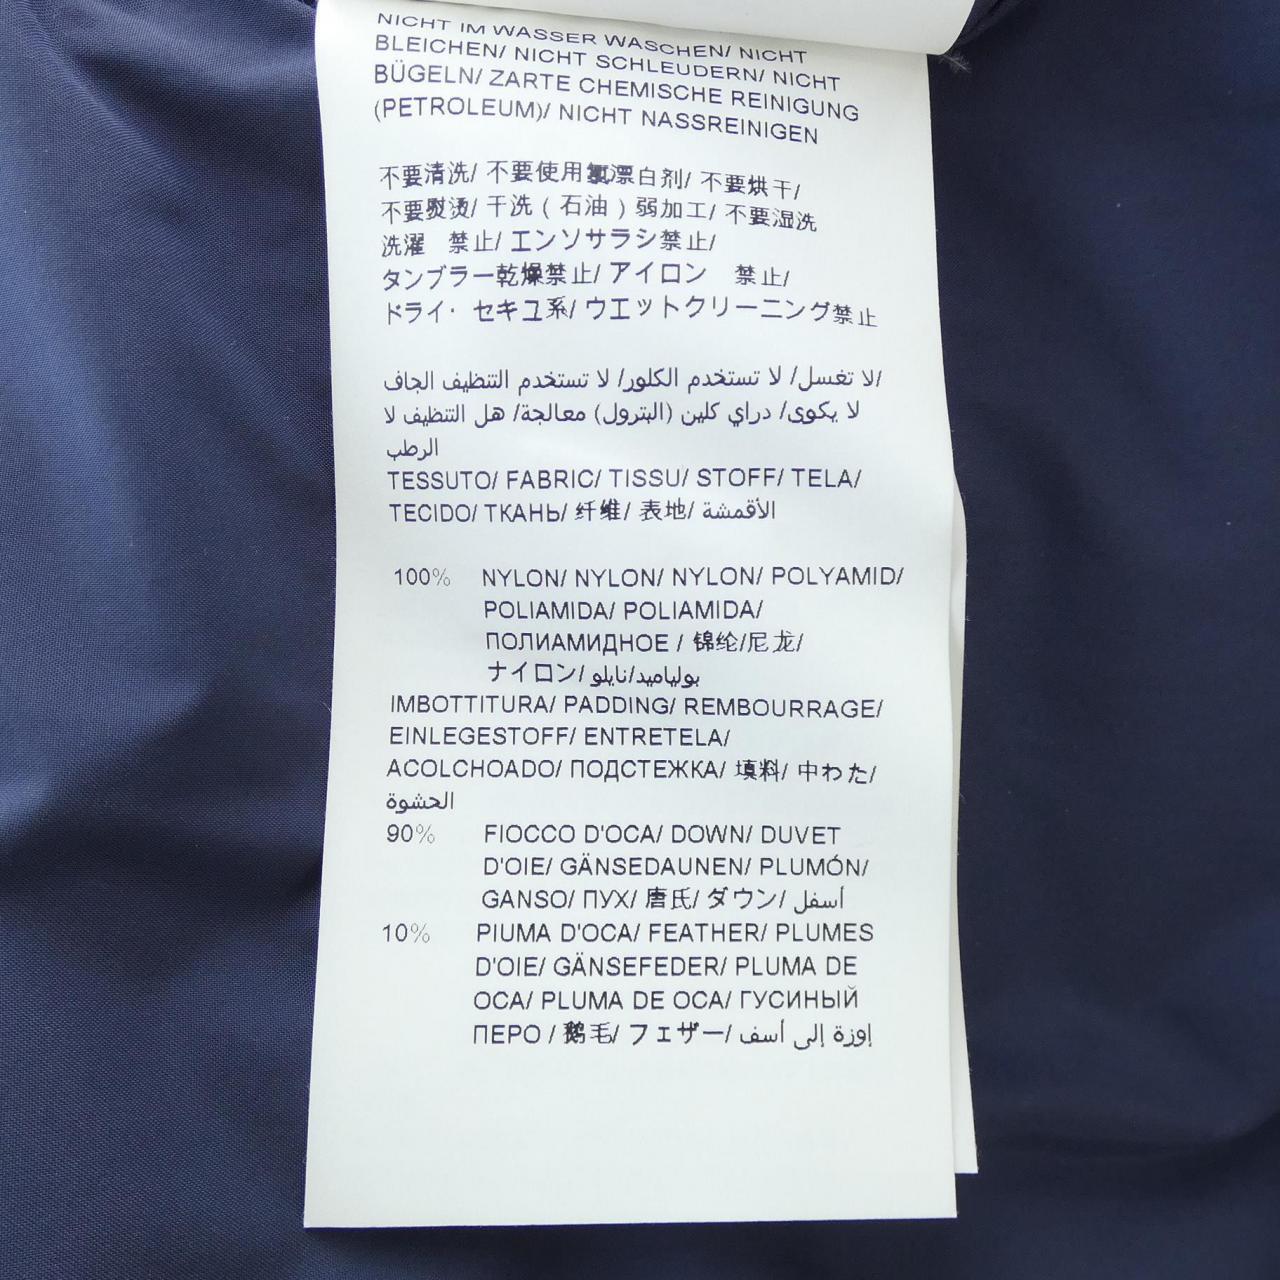 NICHT IM WASSER WASCHEN/ NICHT
BLEICHEN/ NICHT SCHLEUDERN/ NICHT
BÜGELN/ ZARTE CHEMISCHE REINIGUNG
(PETROLEUM)/ NICHT NASSREINIGEN
不要清洗/ 不要使用氯漂白剂/ 不要烘干/
不要熨烫/ 干洗 ( 石油 ) 弱加工/ 不要湿洗
洗濯 禁止/ エンソサラシ禁止/
タンブラー乾燥禁止/ アイロン 禁止/
ドライ· セキユ系/ ウエットクリーニング禁止
لا تغسل/ لا تستخدم الكلور/ لا تستخدم التنظيف الجاف/
لا يكوى/ دراي كلين (البترول) معالجة/ هل التنظيف لا
الرطب
TESSUTO/ FABRIC/ TISSU/ STOFF/ TELA/
TECIDO/ ТКАНЬ/ 纤维/ 表地/ الأقمشة
100% NYLON/ NYLON/ NYLON/ POLYAMID/
POLIAMIDA/ POLIAMIDA/
ПОЛИАМИДНОЕ / 锦纶/尼龙/
ナイロン/ بولياميد/نايلو
IMBOTTITURA/ PADDING/ REMBOURRAGE/
EINLEGESTOFF/ ENTRETELA/
ACOLCHOADO/ ПОДСТЕЖКА/ 填料/ 中わた/
الحشوة
90% FIOCCO D'OCA/ DOWN/ DUVET
D'OIE/ GÄNSEDAUNEN/ PLUMÓN/
GANSO/ ПУХ/ 唐氏/ ダウン/ أسفل
10% PIUMA D'OCA/ FEATHER/ PLUMES
D'OIE/ GÄNSEFEDER/ PLUMA DE
OCA/ PLUMA DE OCA/ ГУСИНЫЙ
ПЕРО / 鹅毛/ フェザー/ إوزة إلى أسف